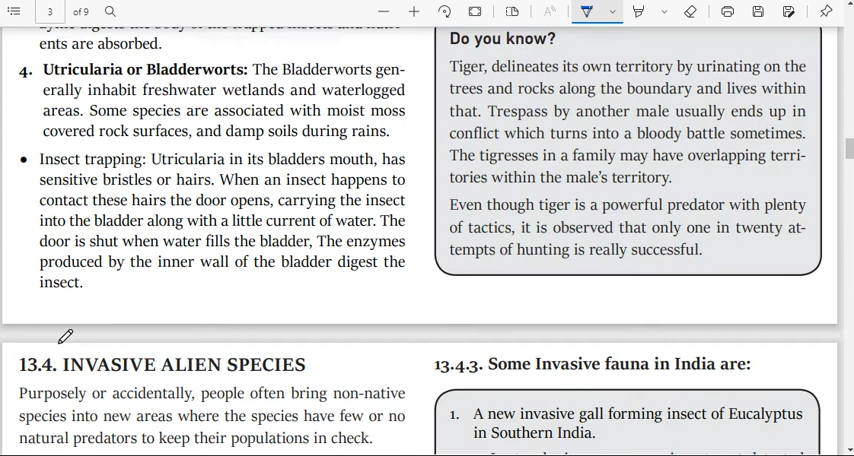 3 of 9
ents are absorbed.
4. Utricularia or Bladderworts: The Bladderworts gen-
erally inhabit freshwater wetlands and waterlogged
areas. Some species are associated with moist moss
covered rock surfaces, and damp soils during rains.
• Insect trapping: Utricularia in its bladders mouth, has
sensitive bristles or hairs. When an insect happens to
contact these hairs the door opens, carrying the insect
into the bladder along with a little current of water. The
door is shut when water fills the bladder, The enzymes
produced by the inner wall of the bladder digest the
insect.
Do you know?
Tiger, delineates its own territory by urinating on the
trees and rocks along the boundary and lives within
that. Trespass by another male usually ends up in
conflict which turns into a bloody battle sometimes.
The tigresses in a family may have overlapping terri-
tories within the male's territory.
Even though tiger is a powerful predator with plenty
of tactics, it is observed that only one in twenty at-
tempts of hunting is really successful.
13.4. INVASIVE ALIEN SPECIES
Purposely or accidentally, people often bring non-native
species into new areas where the species have few or no
natural predators to keep their populations in check.
13.4.3. Some Invasive fauna in India are:
1. A new invasive gall forming insect of Eucalyptus
in Southern India.